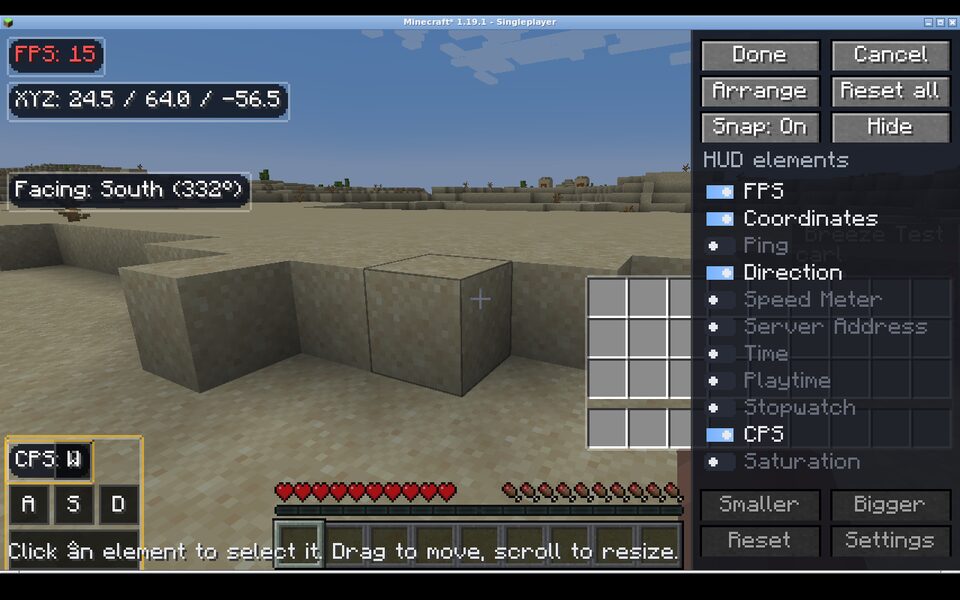 Minecraft* 1.19.1 - Singleplayer
FPS: 15
XYZ: 24.5 / 64.0 / -56.5
Facing: South (332°)
Done
Cancel
Arrange
Reset all
Snap: On
Hide
HUD elements
FPS
Coordinates
Ping
Direction
Speed Meter
Server Address
Time
Playtime
Stopwatch
CPS
Saturation
Smaller
Bigger
Reset
Settings
Breeze Test
CPS
W
A
S
D
Click an element to select it. Drag to move, scroll to resize.